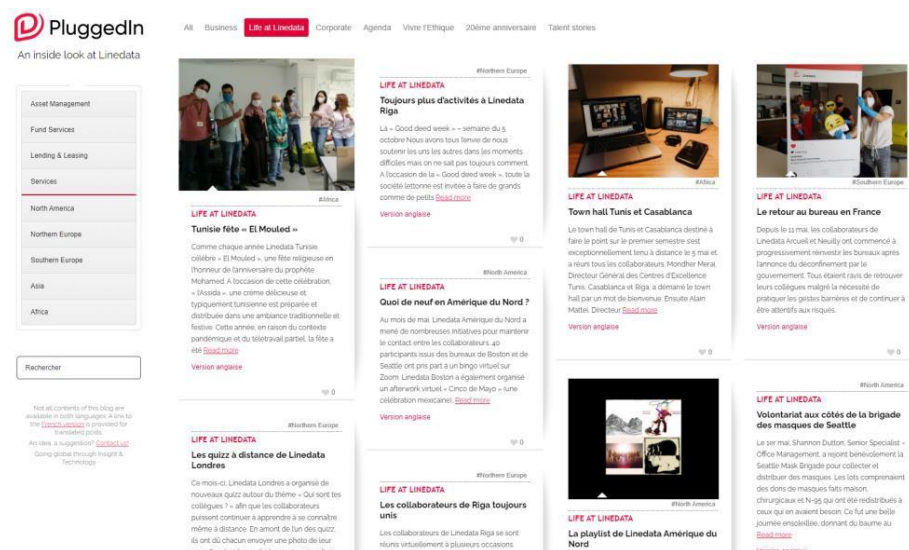 PluggedIn
An inside look at Linedata
Asset Management
Fund Services
Lending & Leasing
Services
North America
Northern Europe
Southern Europe
Asia
Africa
Rechercher
Not all contents of this blog are
available in both languages. A link to
the French version is provided for
translated posts.
An idea, a suggestion? Contact us!
Going global through Insight &
Technology
All Business Life at Linedata Corporate Agenda Vivre l'Ethique 20ème anniversaire Talent stories
#Africa
LIFE AT LINEDATA
Tunisie fête « El Mouled »
Comme chaque année Linedata Tunisie
célèbre « El Mouled », une fête religieuse en
l'honneur de l'anniversaire du prophète
Mohamed. A l'occasion de cette célébration,
« l'Assida », une crème délicieuse et
typiquement tunisienne est préparée et
distribuée dans une ambiance traditionnelle et
festive. Cette année, en raison du contexte
pandémique et du télétravail partiel, la fête a
été Read more
Version anglaise
0
#Northern Europe
LIFE AT LINEDATA
Les quizz à distance de Linedata
Londres
Ce mois-ci, Linedata Londres a organisé de
nouveaux quizz autour du thème « Qui sont tes
collègues ? » afin que les collaborateurs
puissent continuer à apprendre à se connaître
même à distance. En amont de l'un des quizz,
ils ont dû chacun envoyer une photo de leur
#Northern Europe
LIFE AT LINEDATA
Toujours plus d'activités à Linedata
Riga
La « Good deed week » – semaine du 5
octobre Nous avons tous l'envie de nous
soutenir les uns les autres dans les moments
difficiles mais on ne sait pas toujours comment.
A l'occasion de la « Good deed week », toute la
société lettonne est invitée à faire de grands
comme de petits Read more
Version anglaise
0
#North America
LIFE AT LINEDATA
Quoi de neuf en Amérique du Nord ?
Au mois de mai, Linedata Amérique du Nord a
mené de nombreuses initiatives pour maintenir
le contact entre les collaborateurs. 40
participants issus des bureaux de Boston et de
Seattle ont pris part à un bingo virtuel sur
Zoom. Linedata Boston a également organisé
un afterwork virtuel « Cinco de Mayo » (une
célébration mexicaine). Read more
Version anglaise
0
#Northern Europe
LIFE AT LINEDATA
Les collaborateurs de Riga toujours
unis
Les collaborateurs de Linedata Riga se sont
réunis virtuellement à plusieurs occasions
#Africa
LIFE AT LINEDATA
Town hall Tunis et Casablanca
Le town hall de Tunis et Casablanca destiné à
faire le point sur le premier semestre s'est
exceptionnellement tenu à distance le 5 mai et
a réuni tous les collaborateurs. Mondher Merai,
Directeur Général des Centres d'Excellence
Tunis, Casablanca et Riga, a démarré le town
hall par un mot de bienvenue. Ensuite Alain
Mattei, Directeur Read more
Version anglaise
0
#North America
LIFE AT LINEDATA
La playlist de Linedata Amérique du
Nord
#Southern Europe
LIFE AT LINEDATA
Le retour au bureau en France
Depuis le 11 mai, les collaborateurs de
Linedata Arcueil et Neuilly ont commencé à
progressivement réinvestir les bureaux après
l'annonce du déconfinement par le
gouvernement. Tous étaient ravis de retrouver
leurs collègues malgré la nécessité de
pratiquer les gestes barrières et de continuer à
être attentifs aux risques.
Version anglaise
0
#North America
LIFE AT LINEDATA
Volontariat aux côtés de la brigade
des masques de Seattle
Le 1er mai, Shannon Dutton, Senior Specialist –
Office Management, a rejoint bénévolement la
Seattle Mask Brigade pour collecter et
distribuer des masques. Les lots comprenaient
des dons de masques faits maison,
chirurgicaux et N-95 qui ont été redistribués à
ceux qui en avaient besoin. Ce fut une belle
journée ensoleillée, donnant du baume au
Read more